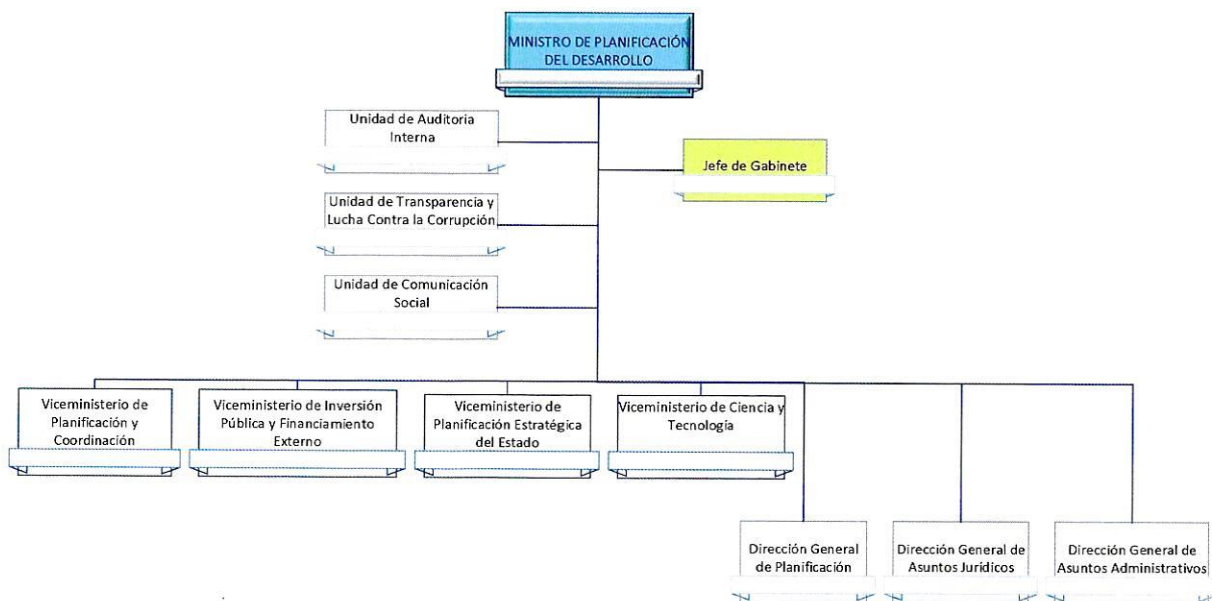 MINISTRO DE PLANIFICACIÓN
DEL DESARROLLO
Unidad de Auditoria
Interna
Jefe de Gabinete
Unidad de Transparencia y
Lucha Contra la Corrupción
Unidad de Comunicación
Social
Viceministerio de
Planificación y
Coordinación
Viceministerio de Inversión
Pública y Financiamiento
Externo
Viceministerio de
Planificación Estratégica
del Estado
Viceministerio de Ciencia y
Tecnología
Dirección General
de Planificación
Dirección General de
Asuntos Jurídicos
Dirección General de
Asuntos Administrativos